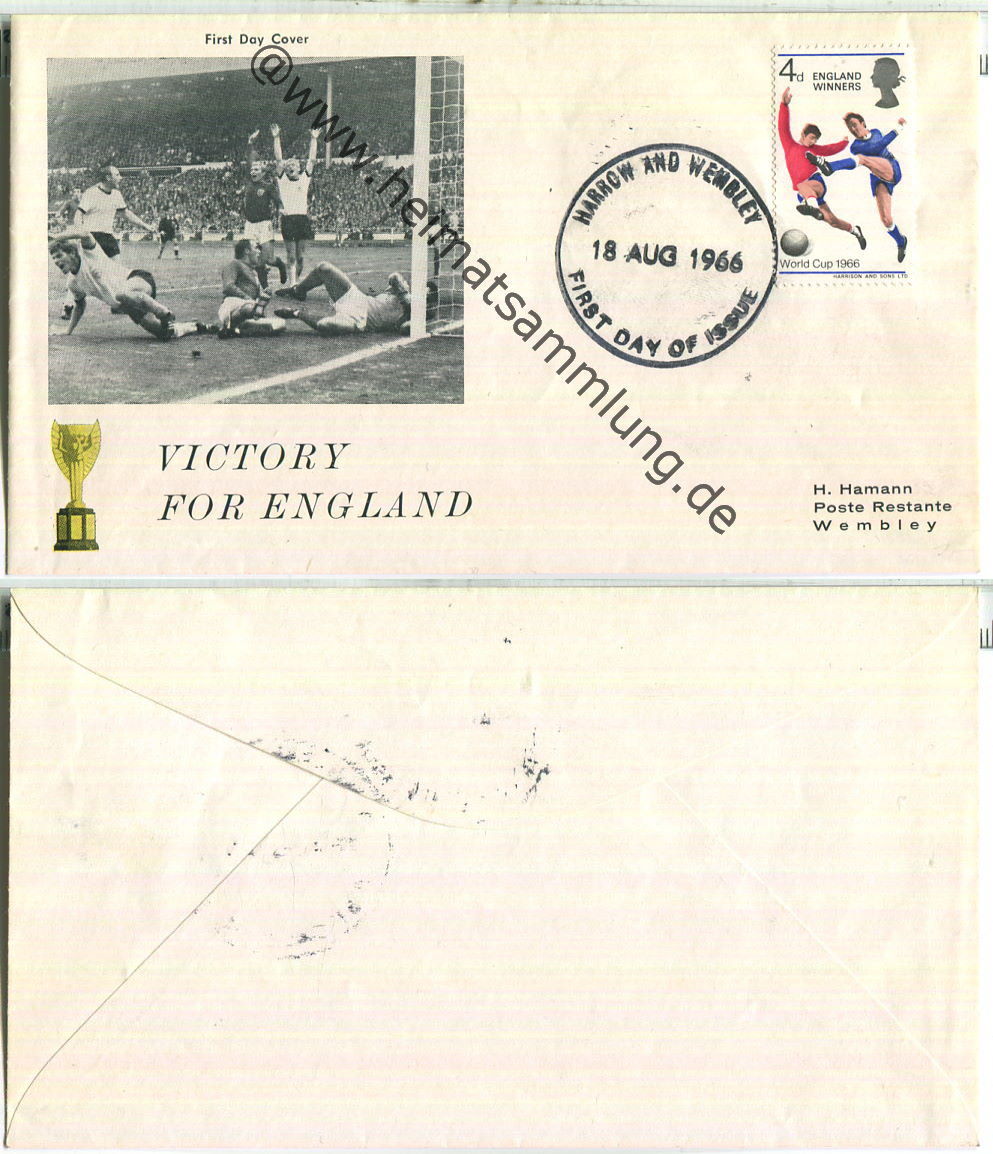 First Day Cover
@www.heimatsammlung.de
4d ENGLAND
WINNERS
World Cup 1966
HARRISON AND SONS LTD
HARROW AND WEMBLEY
18 AUG 1966
FIRST DAY OF ISSUE
VICTORY
FOR ENGLAND
H. Hamann
Poste Restante
Wembley